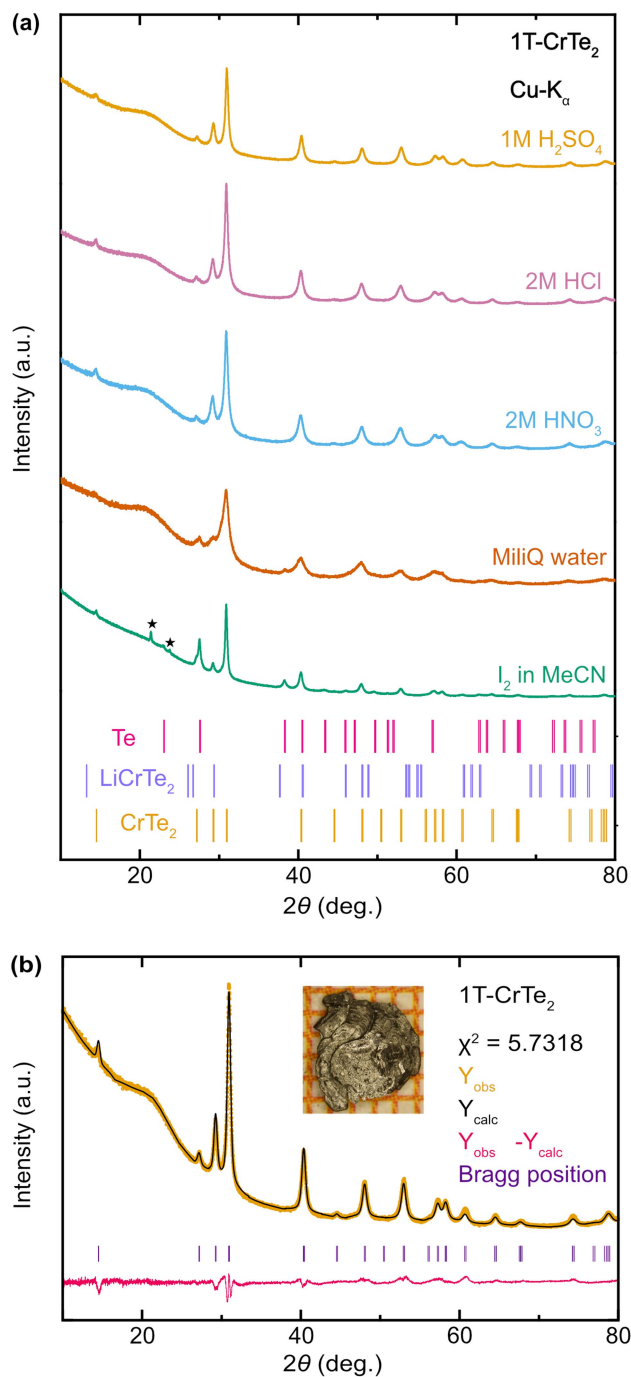 (a)
1T-CrTe₂
Cu-Kα
1M H₂SO₄
2M HCl
2M HNO₃
MiliQ water
I₂ in MeCN
★
★
Te
LiCrTe₂
CrTe₂
Intensity (a.u.)
20 40 60 80
2θ (deg.)
(b)
1T-CrTe₂
χ² = 5.7318
Yobs
Ycalc
Yobs -Ycalc
Bragg position
Intensity (a.u.)
20 40 60 80
2θ (deg.)